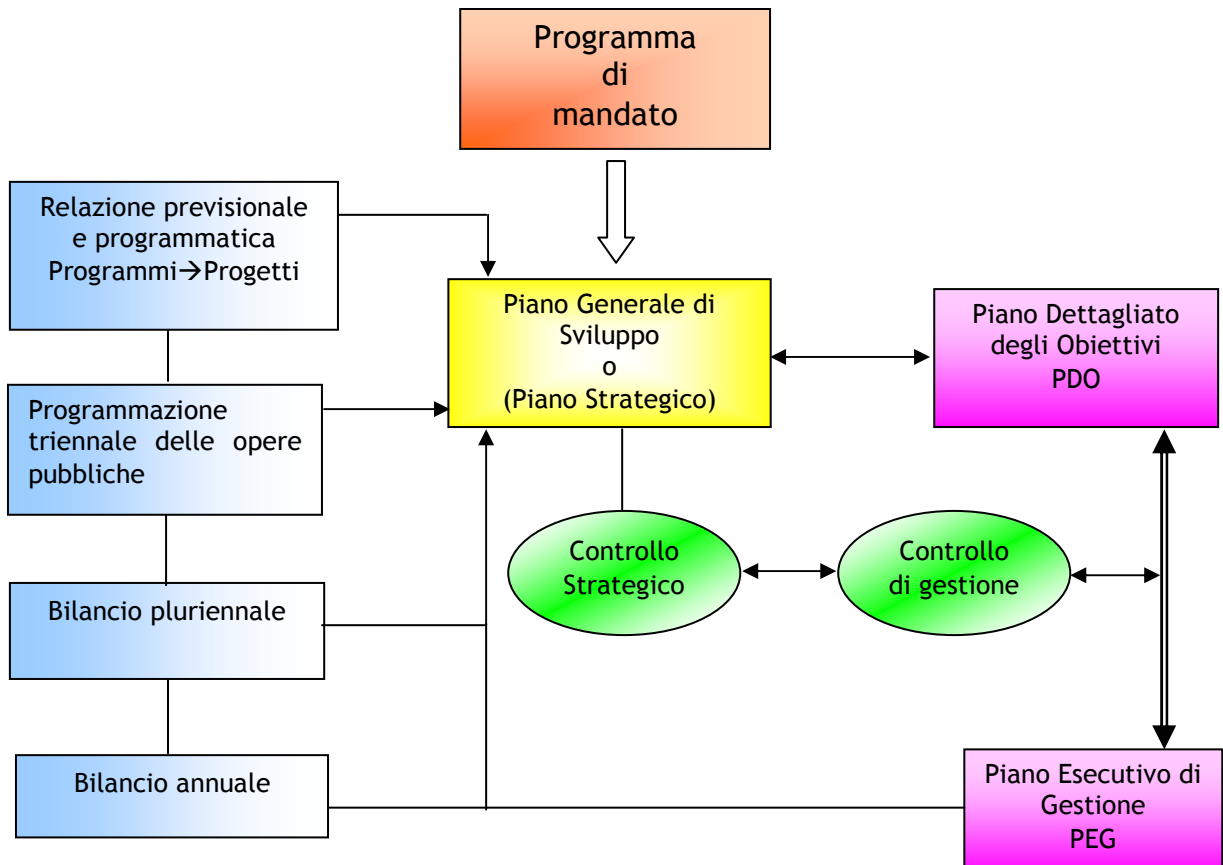 Programma
di
mandato
Relazione previsionale
e programmatica
Programmi→Progetti
Piano Generale di
Sviluppo
o
(Piano Strategico)
Piano Dettagliato
degli Obiettivi
PDO
Programmazione
triennale delle opere
pubbliche
Controllo
Strategico
Controllo
di gestione
Bilancio pluriennale
Bilancio annuale
Piano Esecutivo di
Gestione
PEG